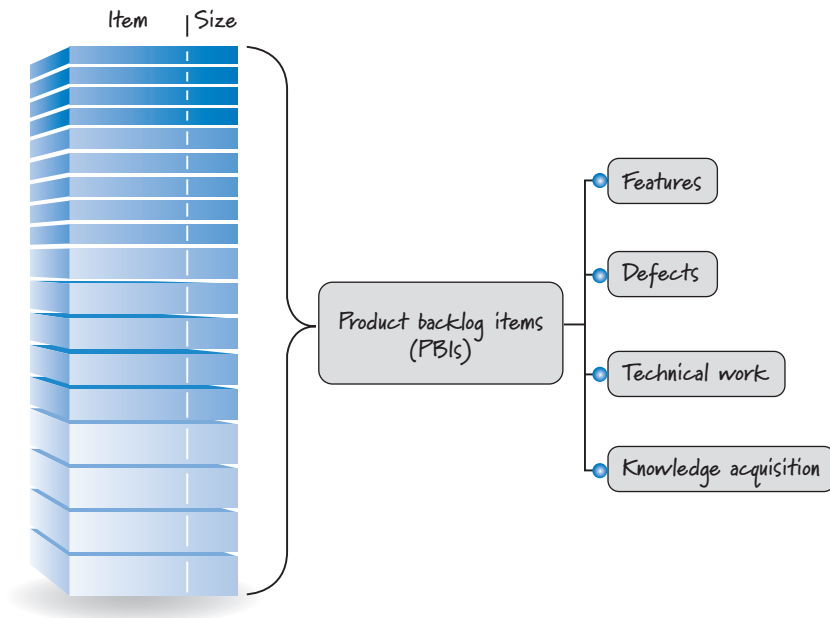 Item | Size
Features
Defects
Product backlog items
(PBIs)
Technical work
Knowledge acquisition